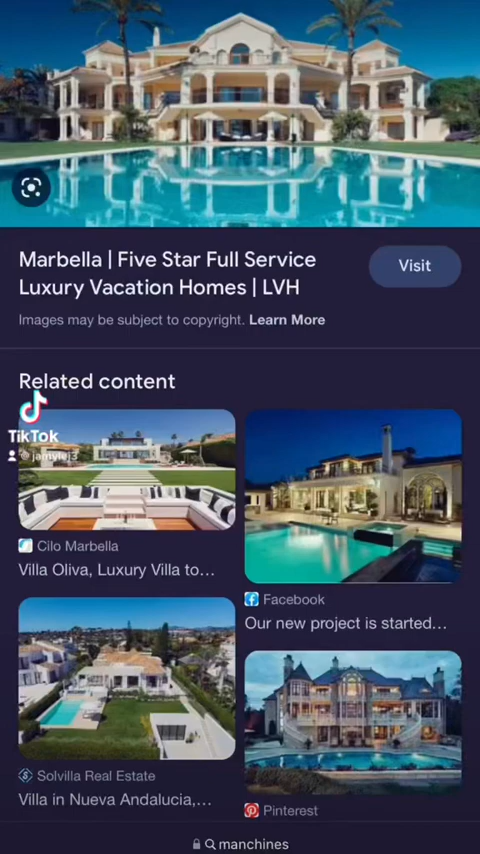 Marbella | Five Star Full Service
Luxury Vacation Homes | LVH
Visit
Images may be subject to copyright. Learn More
Related content
TikTok
@jamylej3
Cilo Marbella
Villa Oliva, Luxury Villa to...
Facebook
Our new project is started...
Solvilla Real Estate
Villa in Nueva Andalucia,...
Pinterest
manchines